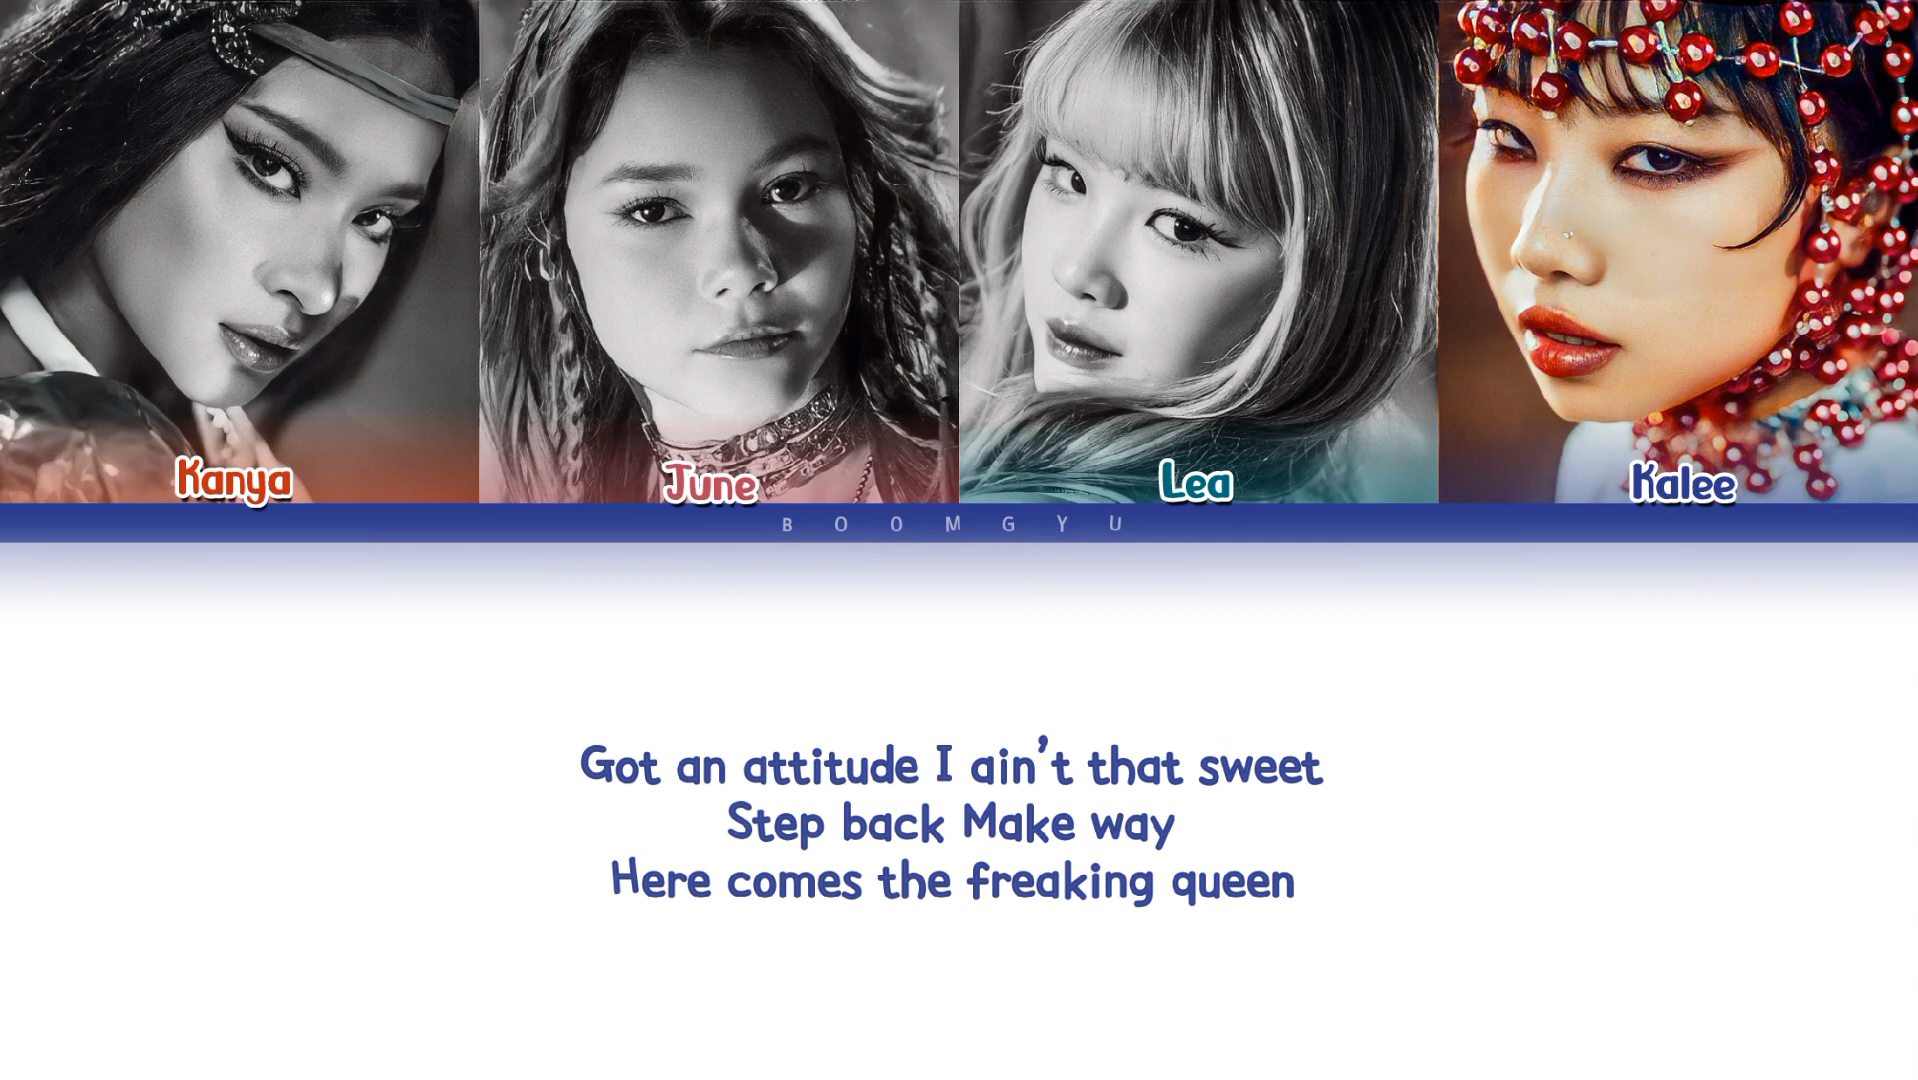 Kanya
June
Lea
Kalee
BOOMGYU
Got an attitude I ain't that sweet
Step back Make way
Here comes the freaking queen